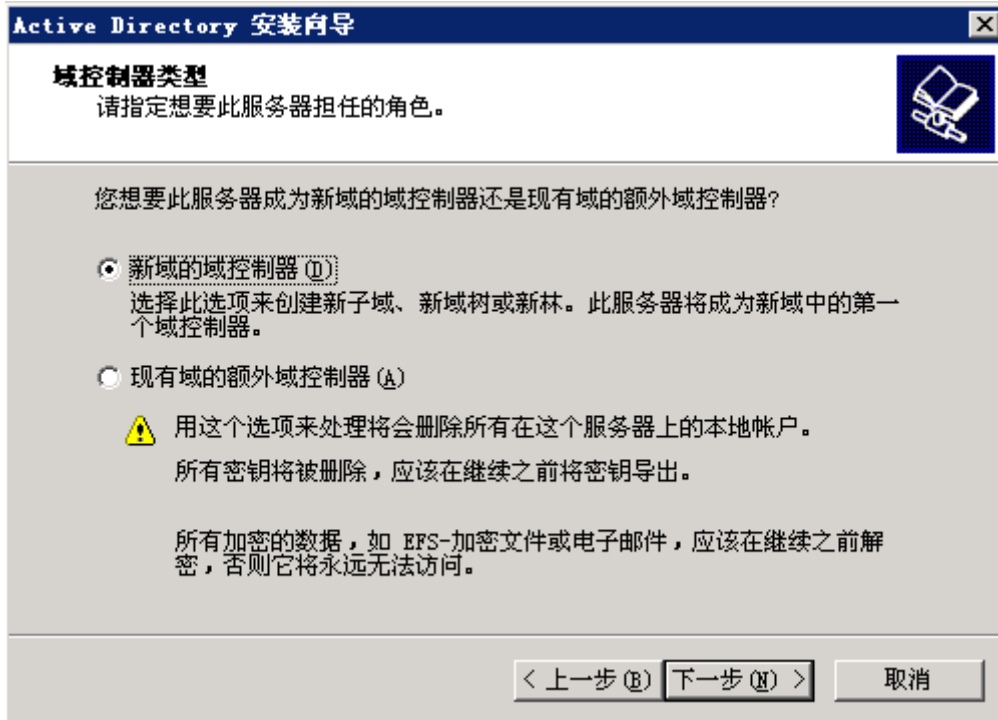 Active Directory 安装向导
域控制器类型
请指定想要此服务器担任的角色。
您想要此服务器成为新域的域控制器还是现有域的额外域控制器?
新域的域控制器(D)
选择此选项来创建新子域、新域树或新林。此服务器将成为新域中的第一
个域控制器。
现有域的额外域控制器(A)
用这个选项来处理将会删除所有在这个服务器上的本地帐户。
所有密钥将被删除,应该在继续之前将密钥导出。
所有加密的数据,如 EFS-加密文件或电子邮件,应该在继续之前解
密,否则它将永远无法访问。
< 上一步(B) 下一步(N) > 取消